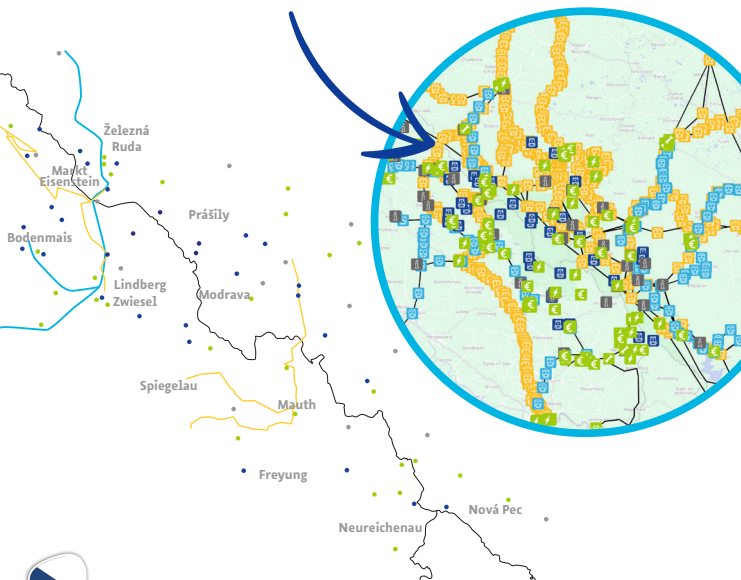 Železná
Ruda
Markt
Eisenstein
Prášily
Bodenmais
Lindberg
Zwiesel
Modrava
Spiegelau
Mauth
Freyung
Nová Pec
Neureichenau